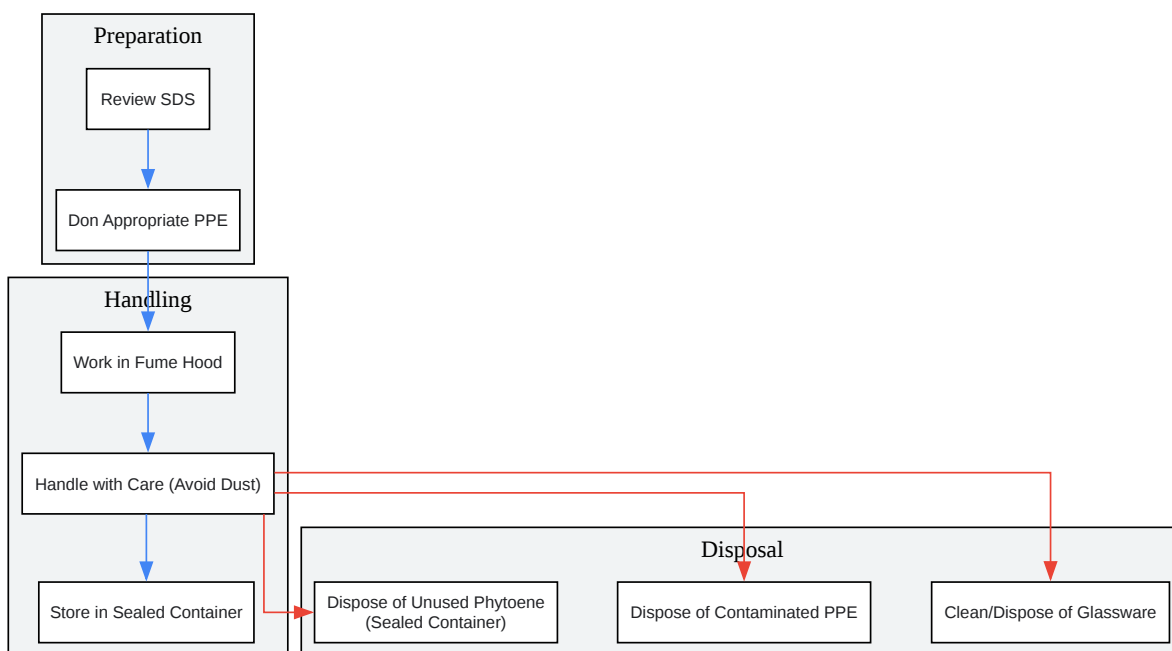 Preparation
Review SDS
Don Appropriate PPE
Handling
Work in Fume Hood
Handle with Care (Avoid Dust)
Store in Sealed Container
Disposal
Dispose of Unused Phytoene
(Sealed Container)
Dispose of Contaminated PPE
Clean/Dispose of Glassware